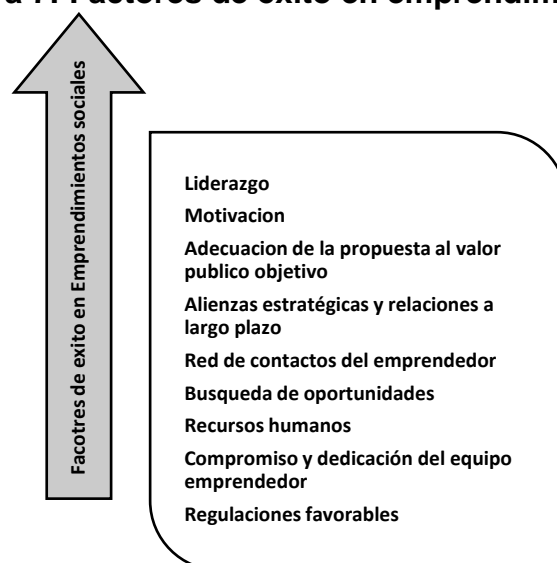 a 7. Factores de éxito en emprendim
Facotres de exito en Emprendimientos sociales
Liderazgo
Motivacion
Adecuacion de la propuesta al valor
publico objetivo
Alienzas estratégicas y relaciones a
largo plazo
Red de contactos del emprendedor
Busqueda de oportunidades
Recursos humanos
Compromiso y dedicación del equipo
emprendedor
Regulaciones favorables